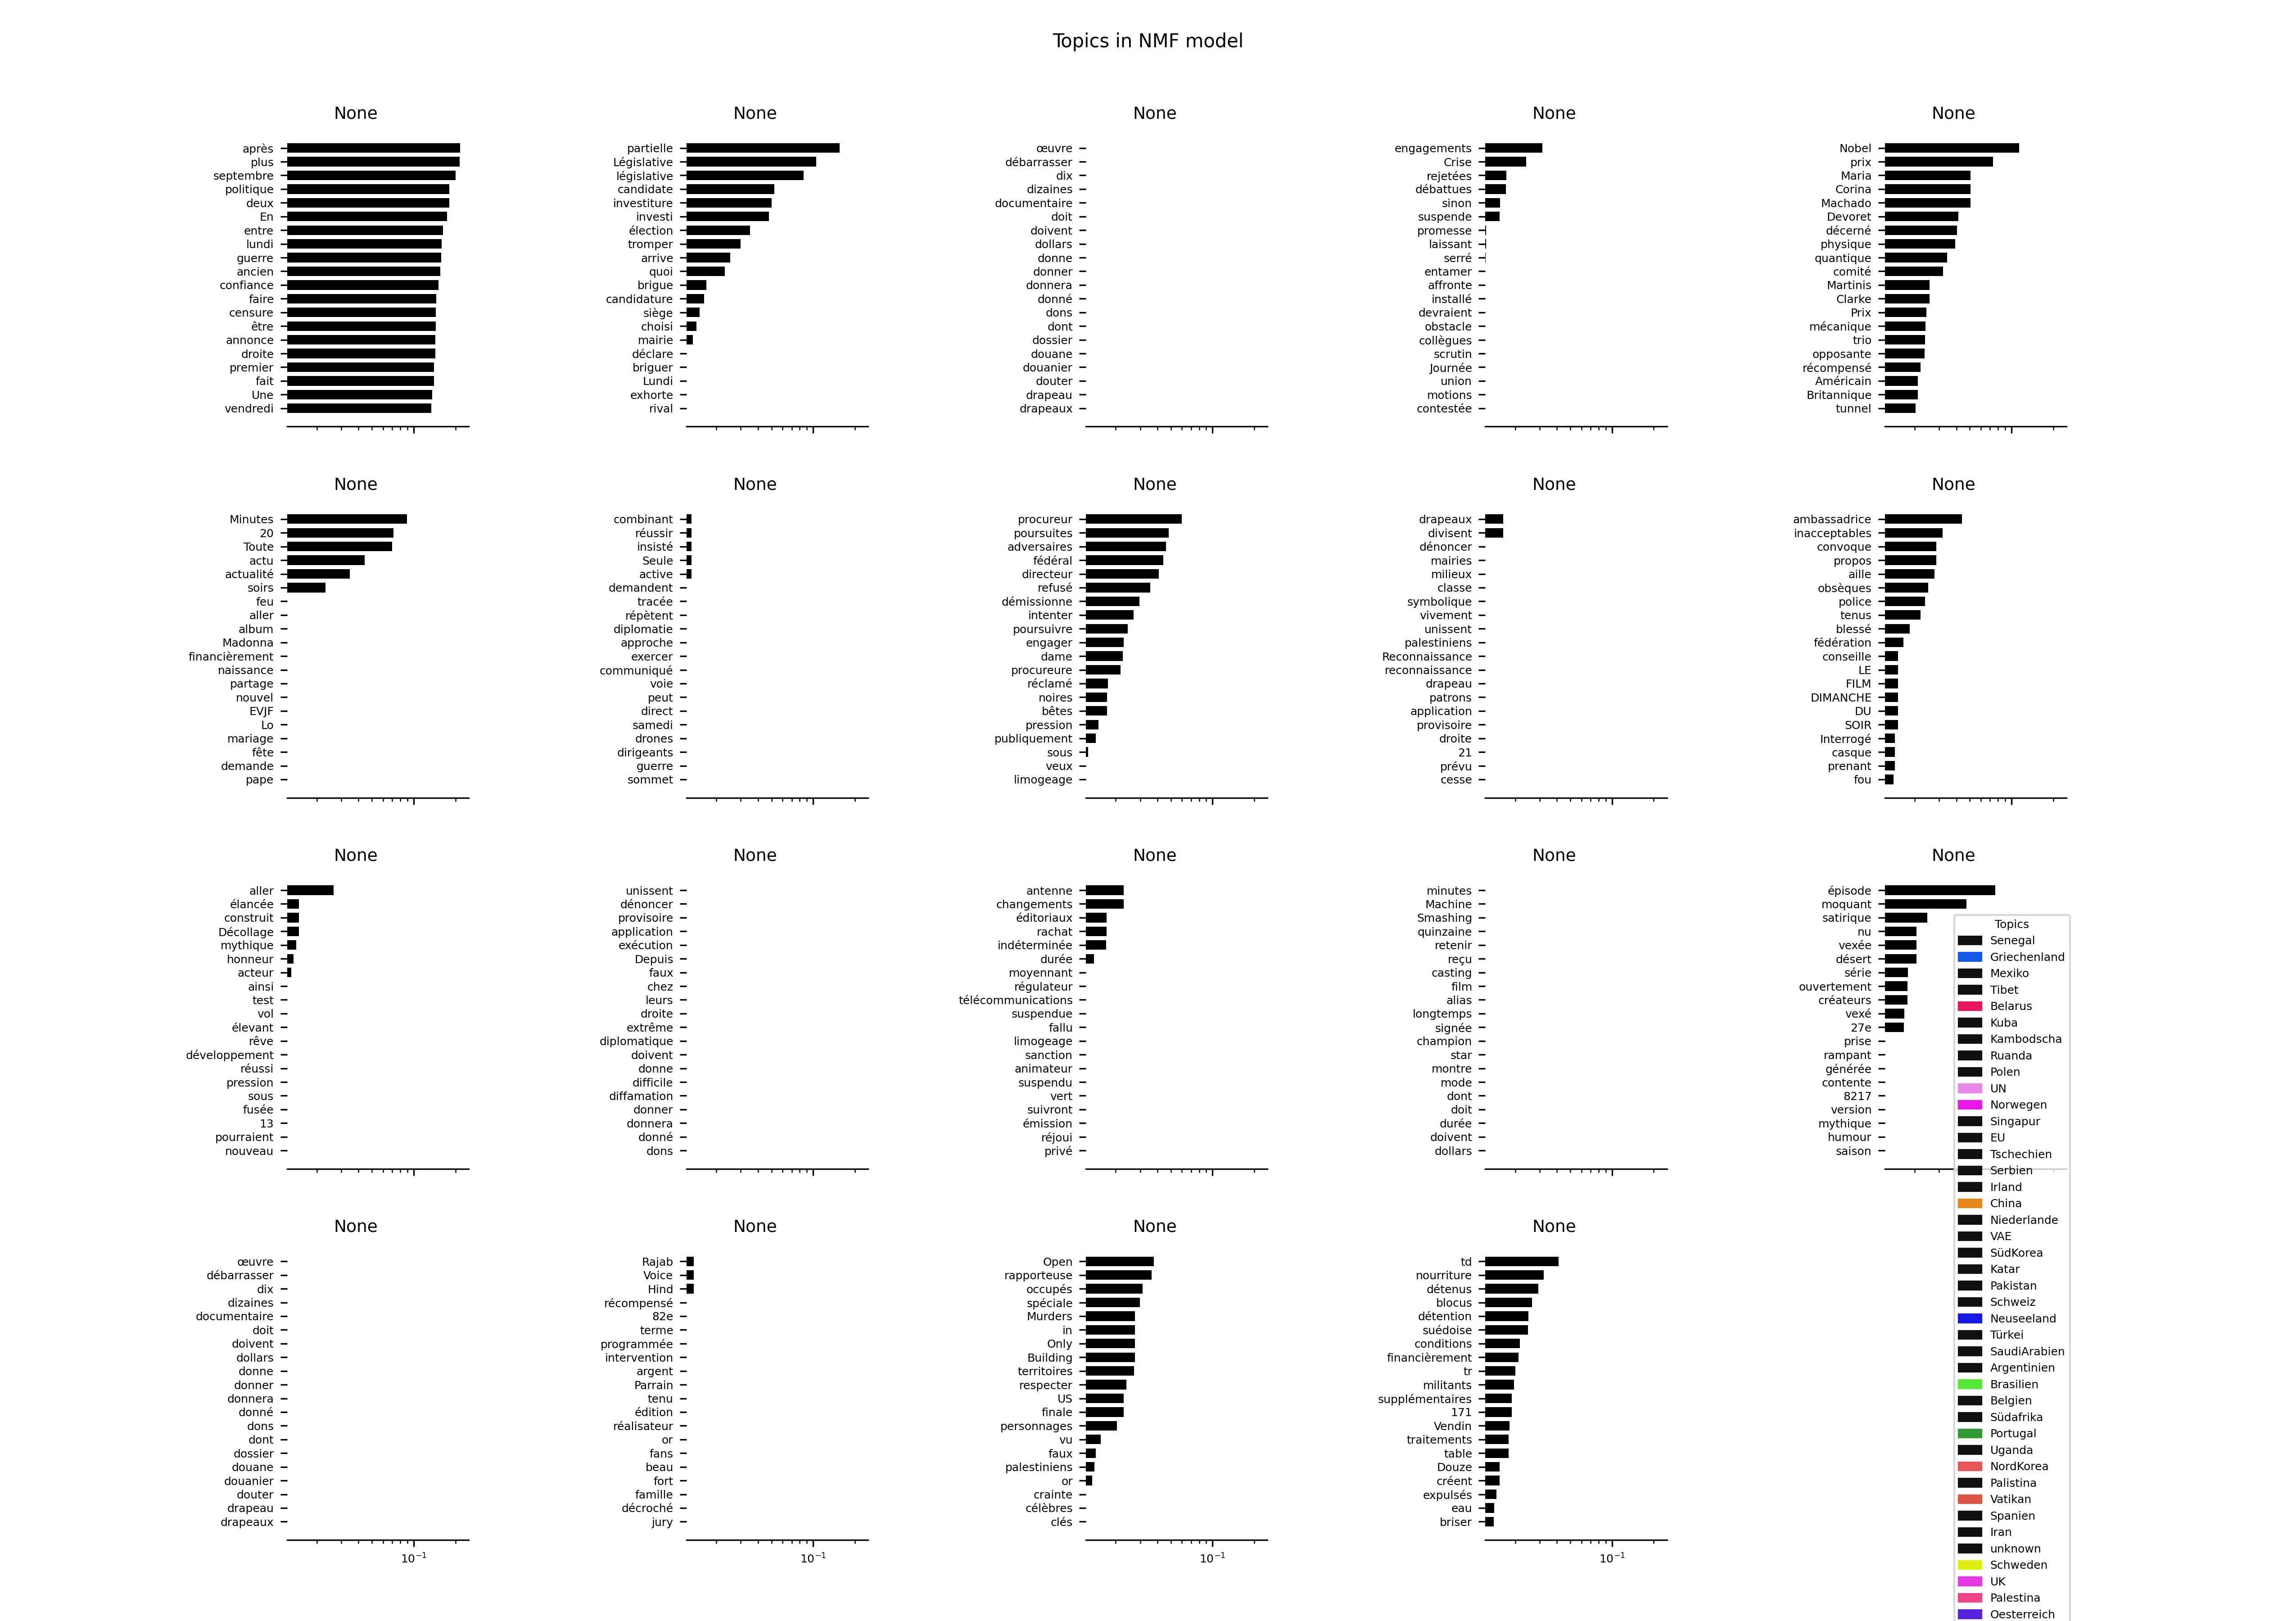 Topics in NMF model
None
après
plus
septembre
politique
deux
En
entre
lundi
guerre
ancien
confiance
faire
censure
être
annonce
droite
premier
fait
Une
vendredi
None
partielle
Législative
législative
candidate
investiture
investi
élection
tromper
arrive
quoi
brigue
candidature
siège
choisi
mairie
déclare
briguer
Lundi
exhorte
rival
None
œuvre
débarrasser
dix
dizaines
documentaire
doit
doivent
dollars
donne
donner
donnera
donné
dons
dont
dossier
douane
douanier
douter
drapeau
drapeaux
None
engagements
Crise
rejetées
débattues
sinon
suspende
promesse
laissant
serré
entamer
affronte
installé
devraient
obstacle
collègues
scrutin
Journée
union
motions
contestée
None
Nobel
prix
Maria
Corina
Machado
Devoret
décerné
physique
quantique
comité
Martinis
Clarke
Prix
mécanique
trio
opposante
récompensé
Américain
Britannique
tunnel
None
Minutes
20
Toute
actu
actualité
soirs
feu
aller
album
Madonna
financièrement
naissance
partage
nouvel
EVJF
Lo
mariage
fête
demande
pape
None
combinant
réussir
insisté
Seule
active
demandent
tracée
répètent
diplomatie
approche
exercer
communiqué
voie
peut
direct
samedi
drones
dirigeants
guerre
sommet
None
procureur
poursuites
adversaires
fédéral
directeur
refusé
démissionne
intenter
poursuivre
engager
dame
procureure
réclamé
noires
bêtes
pression
publiquement
sous
veux
limogeage
None
drapeaux
divisent
dénoncer
mairies
milieux
classe
symbolique
vivement
unissent
palestiniens
Reconnaissance
reconnaissance
drapeau
patrons
application
provisoire
droite
21
prévu
cesse
None
ambassadrice
inacceptables
convoque
propos
aille
obsèques
police
tenus
blessé
fédération
conseille
LE
FILM
DIMANCHE
DU
SOIR
Interrogé
casque
prenant
fou
None
aller
élancée
construit
Décollage
mythique
honneur
acteur
ainsi
test
vol
élevant
rêve
développement
réussi
pression
sous
fusée
13
pourraient
nouveau
None
unissent
dénoncer
provisoire
application
exécution
Depuis
faux
chez
leurs
droite
extrême
diplomatique
doivent
donne
difficile
diffamation
donner
donnera
donné
dons
None
antenne
changements
éditoriaux
rachat
indéterminée
durée
moyennant
régulateur
télécommunications
suspendue
fallu
limogeage
sanction
animateur
suspendu
vert
suivront
émission
réjoui
privé
None
minutes
Machine
Smashing
quinzaine
retenir
reçu
casting
film
alias
longtemps
signée
champion
star
montre
mode
dont
doit
durée
doivent
dollars
None
épisode
moquant
satirique
nu
vexée
désert
série
ouvertement
créateurs
vexé
27e
prise
rampant
générée
contente
8217
version
mythique
humour
saison
None
œuvre
débarrasser
dix
dizaines
documentaire
doit
doivent
dollars
donne
donner
donnera
donné
dons
dont
dossier
douane
douanier
douter
drapeau
drapeaux
10⁻¹
None
Rajab
Voice
Hind
récompensé
82e
terme
programmée
intervention
argent
Parrain
tenu
édition
réalisateur
or
fans
beau
fort
famille
décroché
jury
10⁻¹
None
Open
rapporteuse
occupés
spéciale
Murders
in
Only
Building
territoires
respecter
US
finale
personnages
vu
faux
palestiniens
or
crainte
célèbres
clés
10⁻¹
None
td
nourriture
détenus
blocus
détention
suédoise
conditions
financièrement
tr
militants
supplémentaires
171
Vendin
traitements
table
Douze
créent
expulsés
eau
briser
10⁻¹
Topics
Senegal
Griechenland
Mexiko
Tibet
Belarus
Kuba
Kambodscha
Ruanda
Polen
UN
Norwegen
Singapur
EU
Tschechien
Serbien
Irland
China
Niederlande
VAE
SüdKorea
Katar
Pakistan
Schweiz
Neuseeland
Türkei
SaudiArabien
Argentinien
Brasilien
Belgien
Südafrika
Portugal
Uganda
NordKorea
Palistina
Vatikan
Spanien
Iran
unknown
Schweden
UK
Palestina
Oesterreich